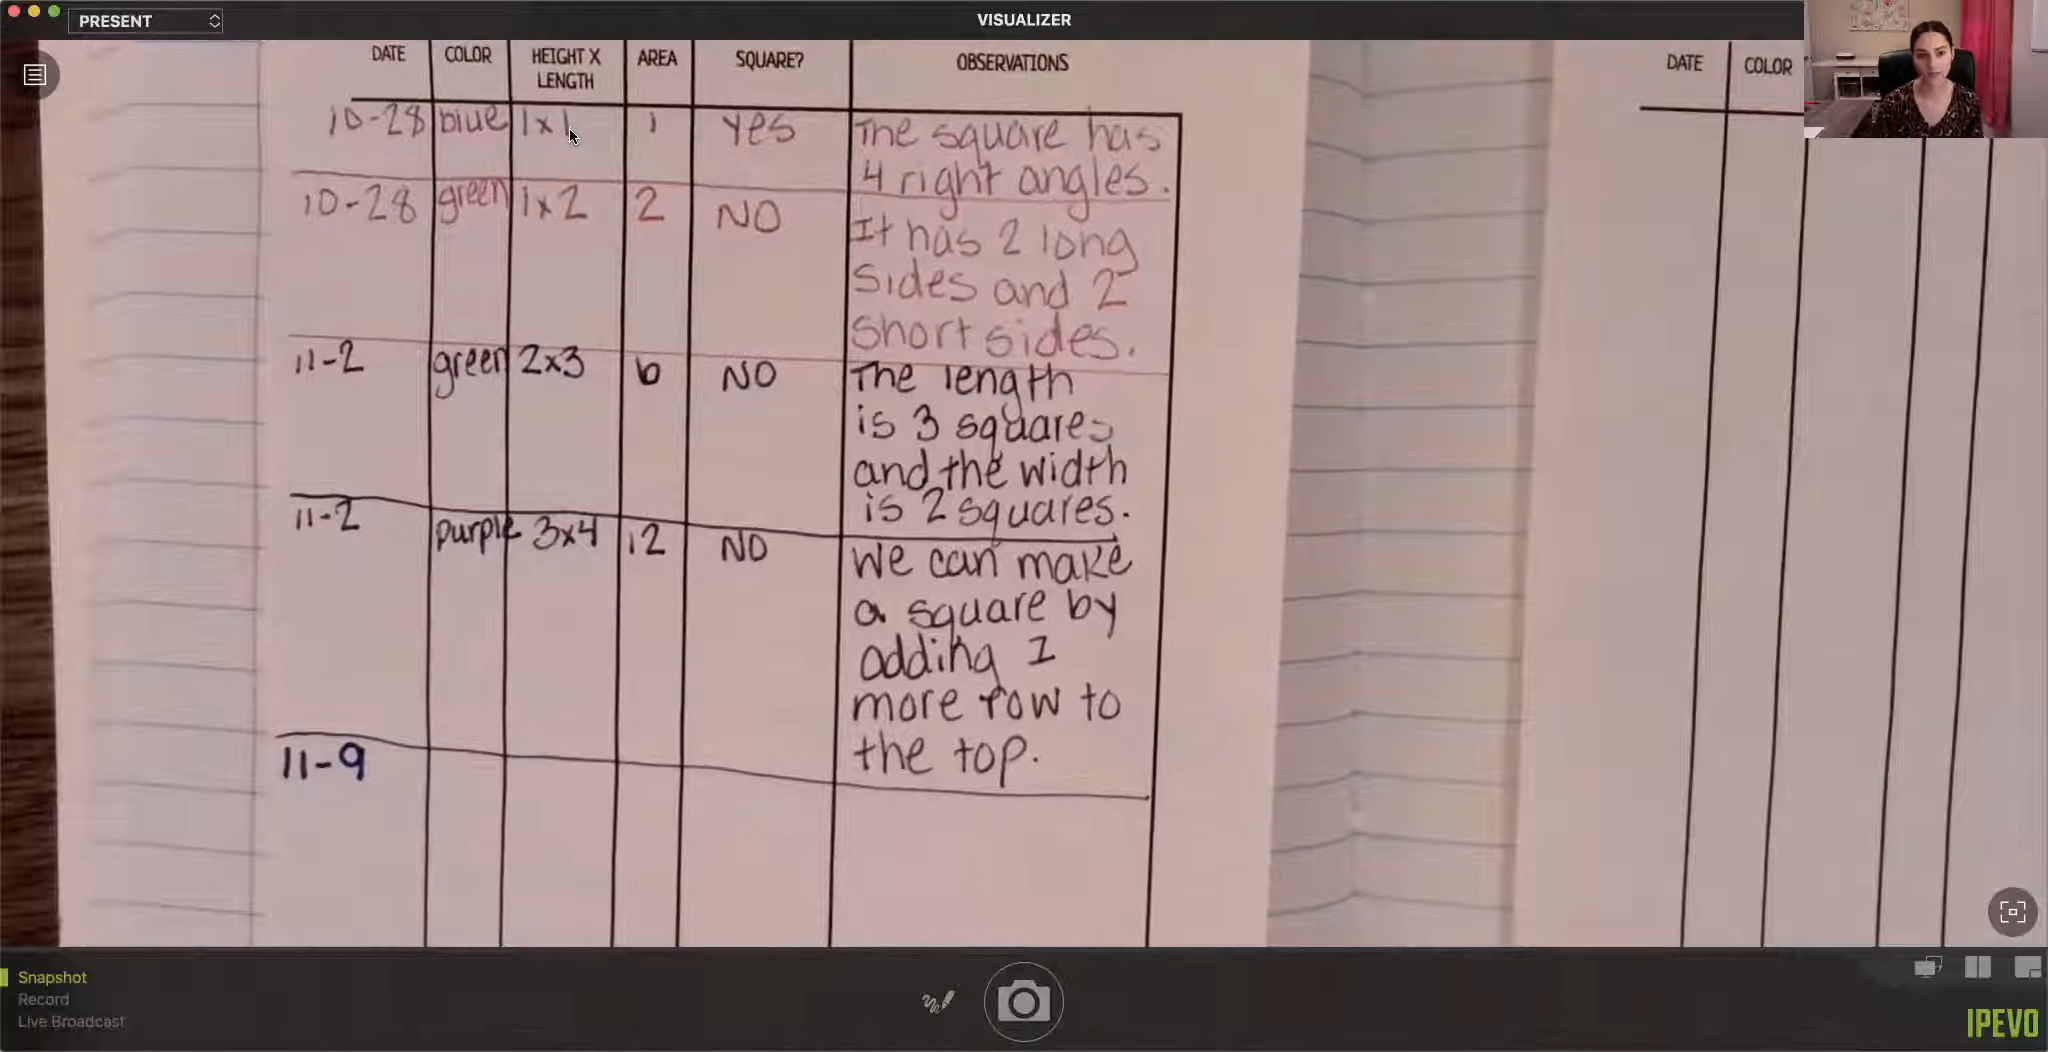 PRESENT
VISUALIZER
DATE COLOR HEIGHT X LENGTH AREA SQUARE? OBSERVATIONS
10-28 blue 1x1 1 yes The square has
4 right angles.
10-28 green 1x2 2 NO It has 2 long
sides and 2
short sides.
11-2 green 2x3 6 NO The length
is 3 squares
and the width
is 2 squares.
11-2 purple 3x4 12 NO We can make
a square by
adding 1
more row to
the top.
11-9
DATE COLOR
Snapshot
Record
Live Broadcast
IPEVO